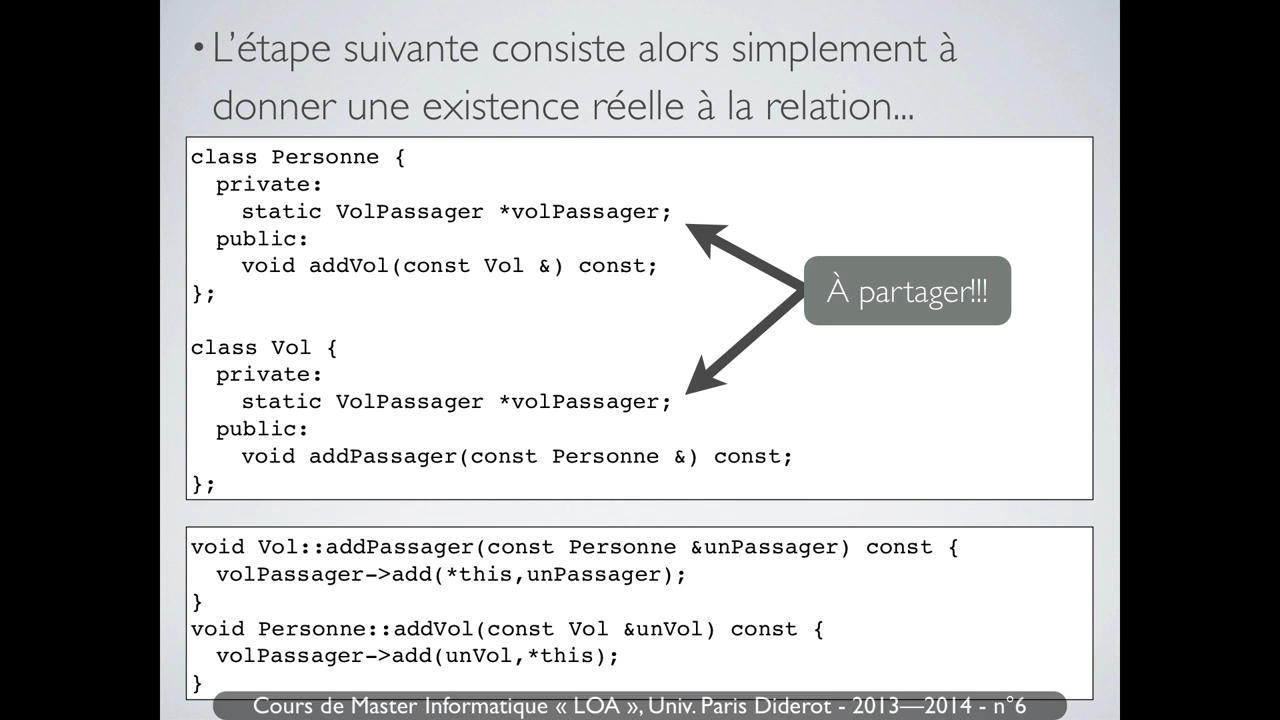 • L'étape suivante consiste alors simplement à
donner une existence réelle à la relation...
class Personne {
  private:
    static VolPassager *volPassager;
  public:
    void addVol(const Vol &) const;
};
À partager!!!
class Vol {
  private:
    static VolPassager *volPassager;
  public:
    void addPassager(const Personne &) const;
};
void Vol::addPassager(const Personne &unPassager) const {
  volPassager->add(*this,unPassager);
}
void Personne::addVol(const Vol &unVol) const {
  volPassager->add(unVol,*this);
}
Cours de Master Informatique « LOA », Univ. Paris Diderot - 2013—2014 - n°6